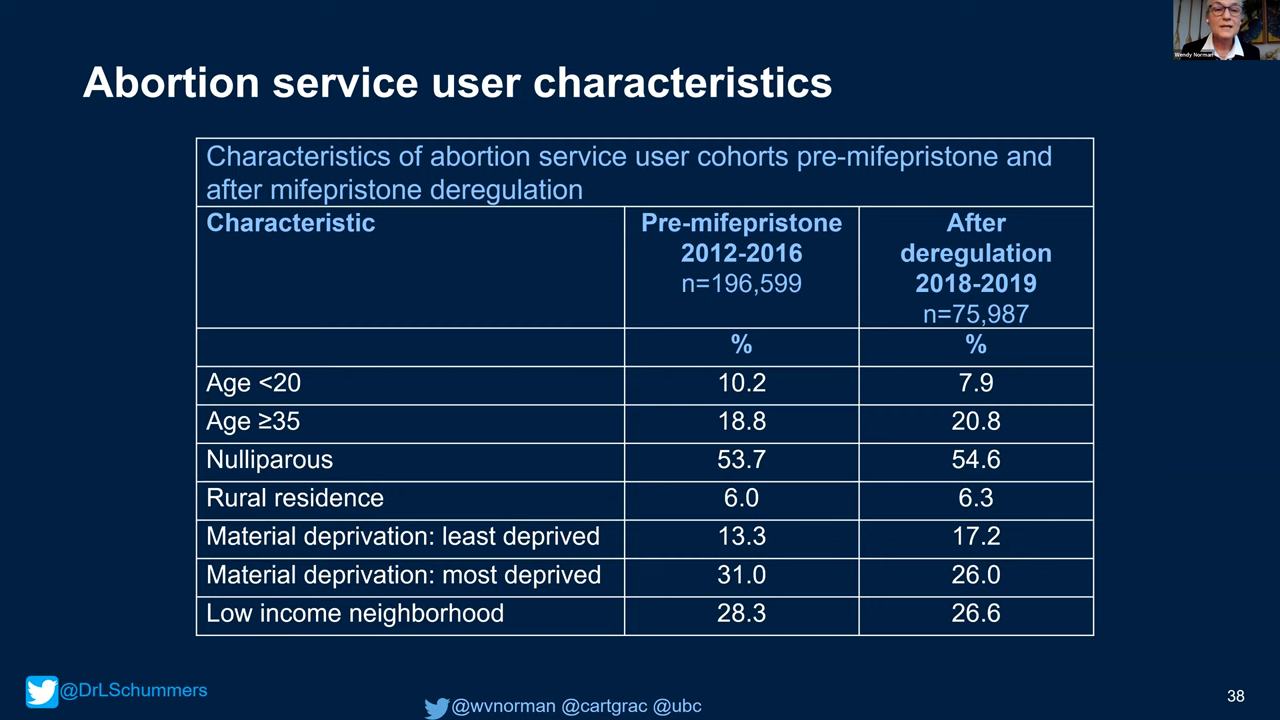 Wendy Norman
Abortion service user characteristics
Characteristics of abortion service user cohorts pre-mifepristone and
after mifepristone deregulation
Characteristic
Pre-mifepristone
2012-2016
n=196,599
After
deregulation
2018-2019
n=75,987
% %
Age <20 10.2 7.9
Age ≥35 18.8 20.8
Nulliparous 53.7 54.6
Rural residence 6.0 6.3
Material deprivation: least deprived 13.3 17.2
Material deprivation: most deprived 31.0 26.0
Low income neighborhood 28.3 26.6
@DrLSchummers
@wvnorman @cartgrac @ubc
38